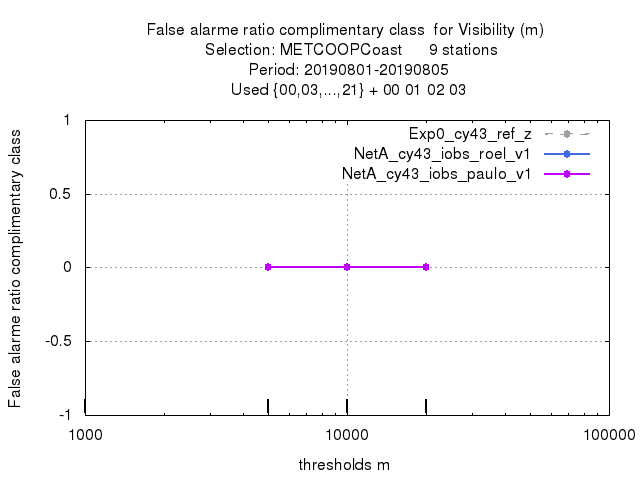 False alarme ratio complimentary class  for Visibility (m)
Selection: METCOOPCoast      9 stations
Period: 20190801-20190805
Used {00,03,...,21} + 00 01 02 03
Exp0_cy43_ref_z
NetA_cy43_iobs_roel_v1
NetA_cy43_iobs_paulo_v1
False alarme ratio complimentary class
1
0.5
0
-0.5
-1
1000
10000
100000
thresholds m